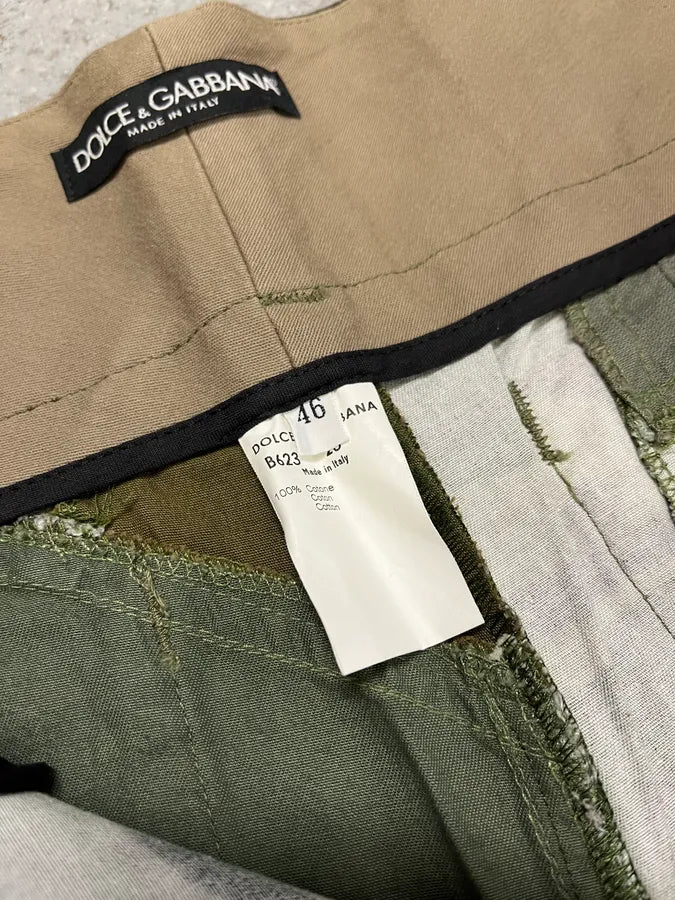 DOLCE & GABBANA
MADE IN ITALY
46
DOLCE BANA
B623
Made in Italy
100% Cotone
Coton
Cotton